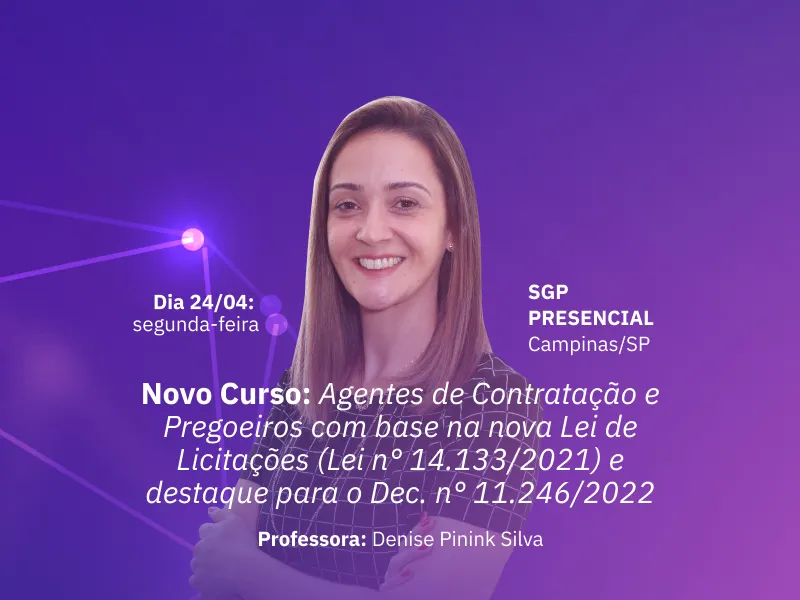 Dia 24/04:
segunda-feira
SGP
PRESENCIAL
Campinas/SP
Novo Curso: Agentes de Contratação e
Pregoeiros com base na nova Lei de
Licitações (Lei nº 14.133/2021) e
destaque para o Dec. nº 11.246/2022
Professora: Denise Pinink Silva